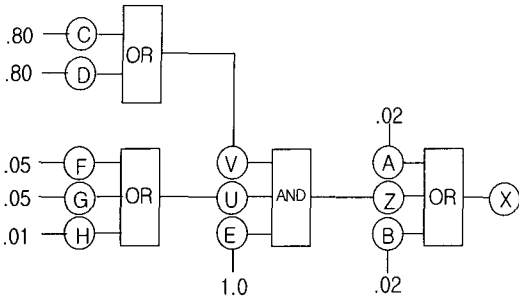 .80 C
OR
.80 D
.02
.05 F V A
.05 G OR U AND Z OR X
.01 H E B
1.0 .02